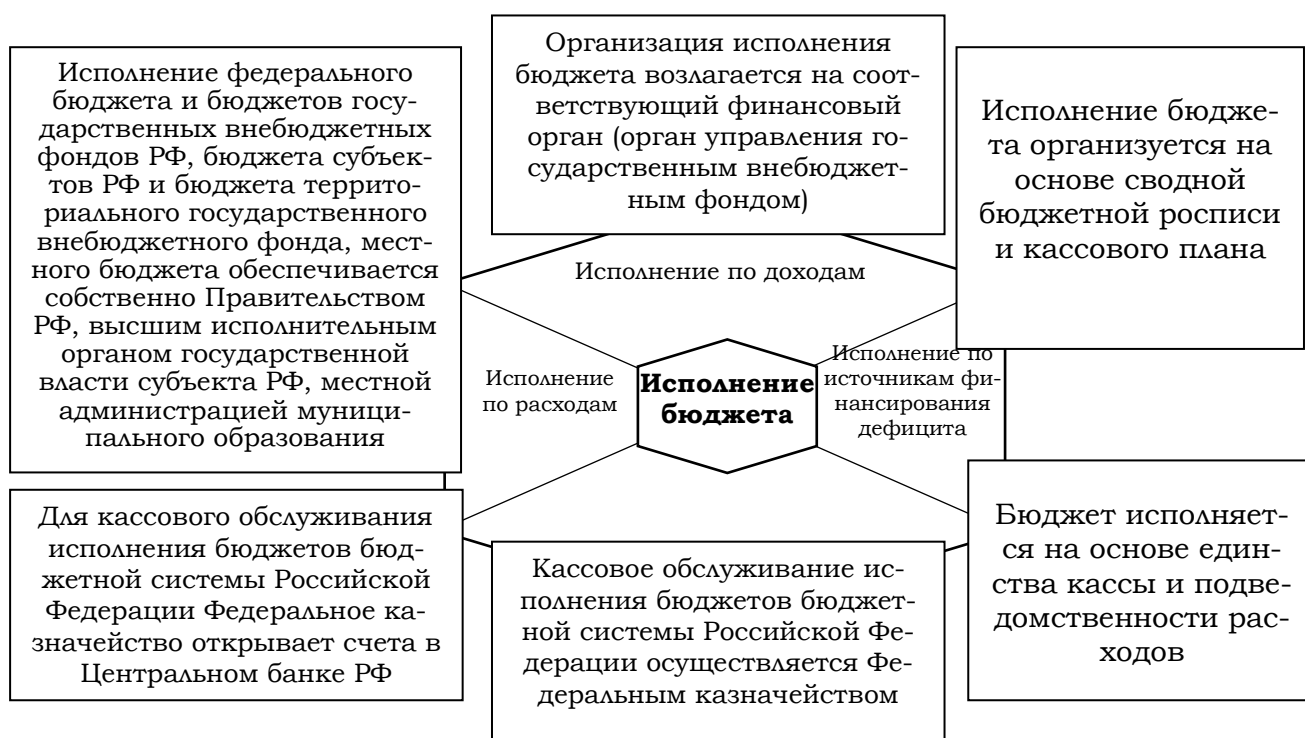 Исполнение федерального
бюджета и бюджетов госу-
дарственных внебюджетных
фондов РФ, бюджета субъек-
тов РФ и бюджета террито-
риального государственного
внебюджетного фонда, мест-
ного бюджета обеспечивается
собственно Правительством
РФ, высшим исполнительным
органом государственной
власти субъекта РФ, местной
администрацией муници-
пального образования
Организация исполнения
бюджета возлагается на соот-
ветствующий финансовый
орган (орган управления го-
сударственным внебюджет-
ным фондом)
Исполнение бюдже-
та организуется на
основе сводной
бюджетной росписи
и кассового плана
Исполнение по доходам
Исполнение
по расходам
Исполнение
бюджета
Исполнение по
источникам фи-
нансирования
дефицита
Для кассового обслуживания
исполнения бюджетов бюд-
жетной системы Российской
Федерации Федеральное ка-
значейство открывает счета в
Центральном банке РФ
Кассовое обслуживание ис-
полнения бюджетов бюджет-
ной системы Российской Фе-
дерации осуществляется Фе-
деральным казначейством
Бюджет исполняет-
ся на основе един-
ства кассы и подве-
домственности рас-
ходов